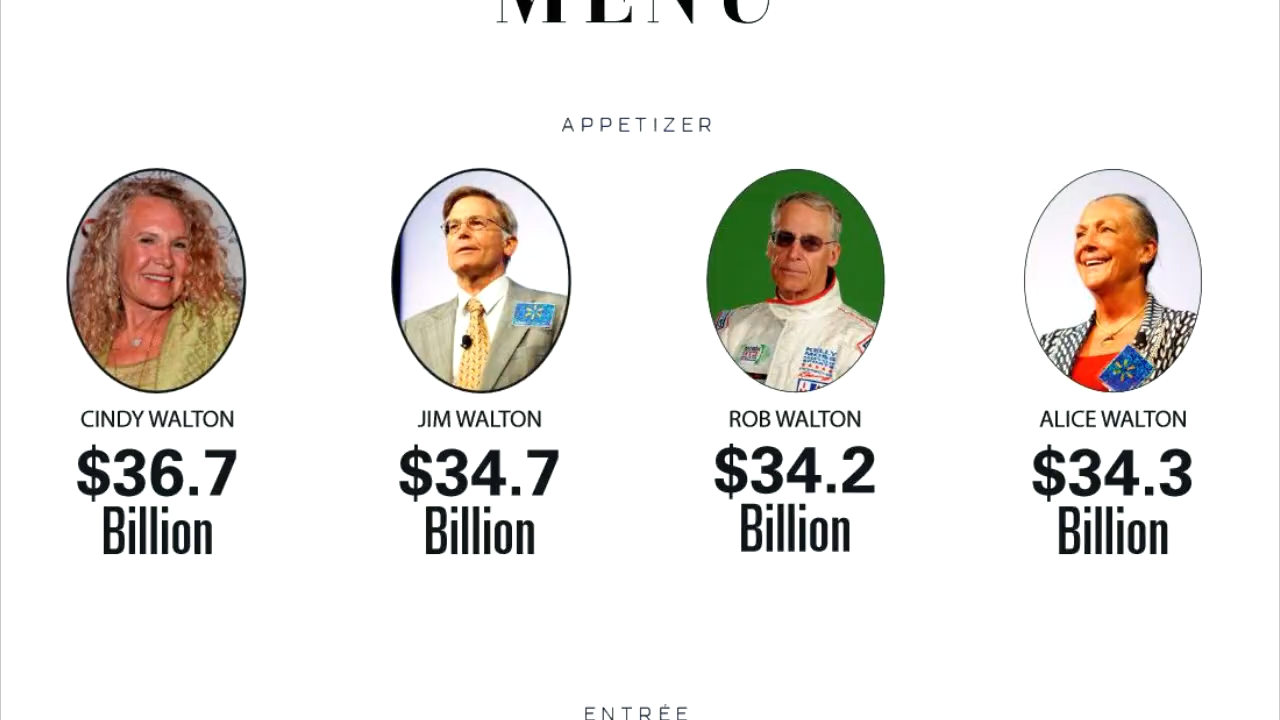 MENU
APPETIZER
CINDY WALTON
$36.7
Billion
JIM WALTON
$34.7
Billion
ROB WALTON
$34.2
Billion
ALICE WALTON
$34.3
Billion
ENTRÉE